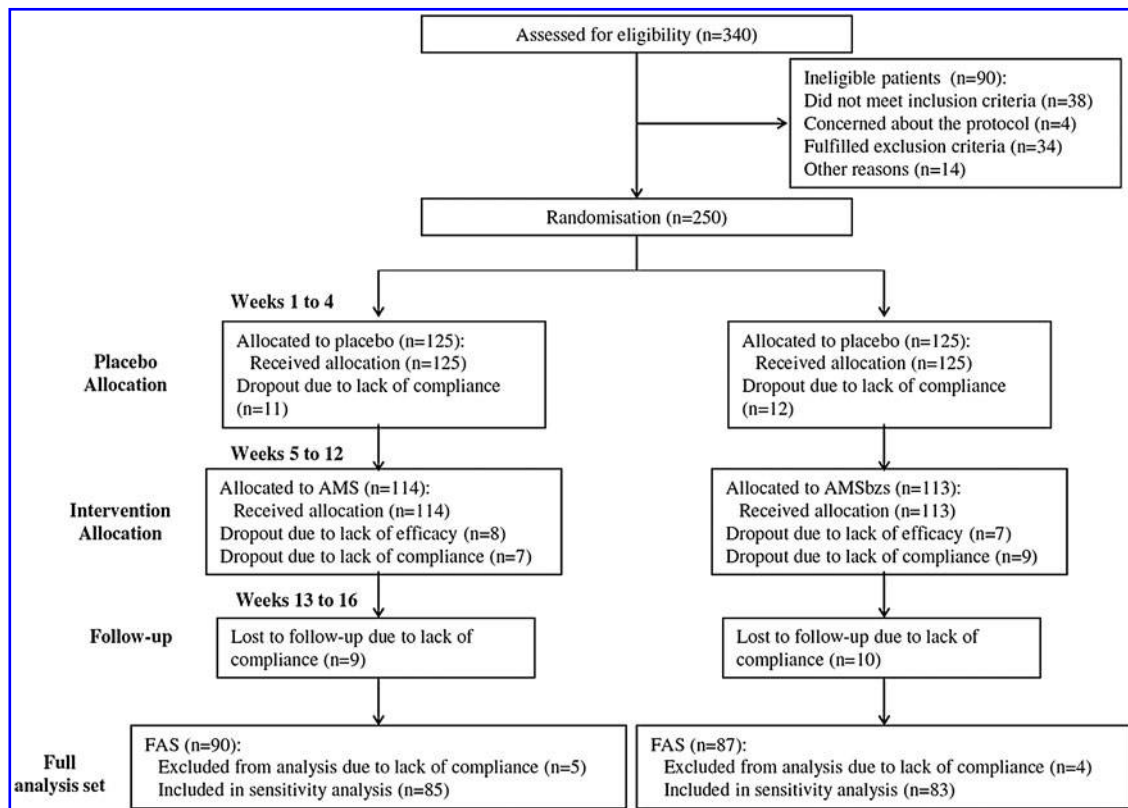 Assessed for eligibility (n=340)
Ineligible patients (n=90):
Did not meet inclusion criteria (n=38)
Concerned about the protocol (n=4)
Fulfilled exclusion criteria (n=34)
Other reasons (n=14)
Randomisation (n=250)
Weeks 1 to 4
Placebo
Allocation
Allocated to placebo (n=125):
Received allocation (n=125)
Dropout due to lack of compliance
(n=11)
Allocated to placebo (n=125):
Received allocation (n=125)
Dropout due to lack of compliance
(n=12)
Weeks 5 to 12
Intervention
Allocation
Allocated to AMS (n=114):
Received allocation (n=114)
Dropout due to lack of efficacy (n=8)
Dropout due to lack of compliance (n=7)
Allocated to AMSbzs (n=113):
Received allocation (n=113)
Dropout due to lack of efficacy (n=7)
Dropout due to lack of compliance (n=9)
Weeks 13 to 16
Follow-up
Lost to follow-up due to lack of
compliance (n=9)
Lost to follow-up due to lack of
compliance (n=10)
Full
analysis set
FAS (n=90):
Excluded from analysis due to lack of compliance (n=5)
Included in sensitivity analysis (n=85)
FAS (n=87):
Excluded from analysis due to lack of compliance (n=4)
Included in sensitivity analysis (n=83)